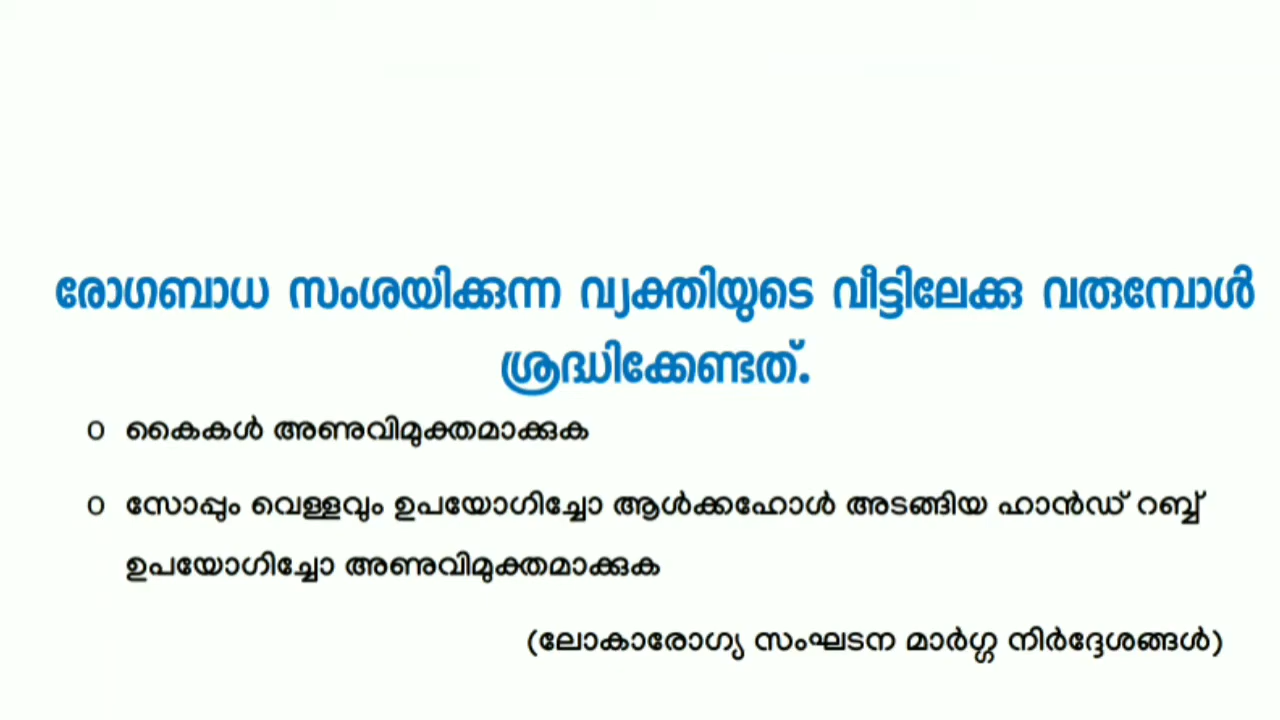 രോഗബാധ സംശയിക്കുന്ന വ്യക്തിയുടെ വീട്ടിലേക്കു വരുമ്പോൾ
ശ്രദ്ധിക്കേണ്ടത്.
o കൈകൾ അണുവിമുക്തമാക്കുക
o സോപ്പും വെള്ളവും ഉപയോഗിച്ചോ ആൾക്കഹോൾ അടങ്ങിയ ഹാൻഡ് റബ്ബ്
ഉപയോഗിച്ചോ അണുവിമുക്തമാക്കുക
(ലോകാരോഗ്യ സംഘടന മാർഗ്ഗ നിർദ്ദേശങ്ങൾ)